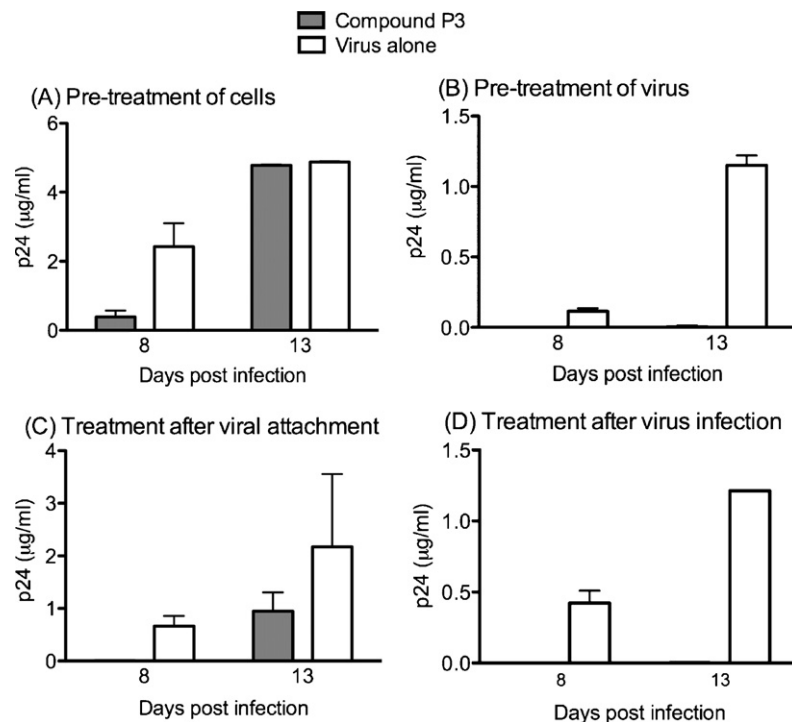 Compound P3
Virus alone
(A) Pre-treatment of cells
p24 (μg/ml)
6
4
2
0
8
13
Days post infection
(B) Pre-treatment of virus
p24 (μg/ml)
1.5
1.0
0.5
0.0
8
13
Days post infection
(C) Treatment after viral attachment
p24 (μg/ml)
4
3
2
1
0
8
13
Days post infection
(D) Treatment after virus infection
p24 (μg/ml)
1.5
1.0
0.5
0.0
8
13
Days post infection